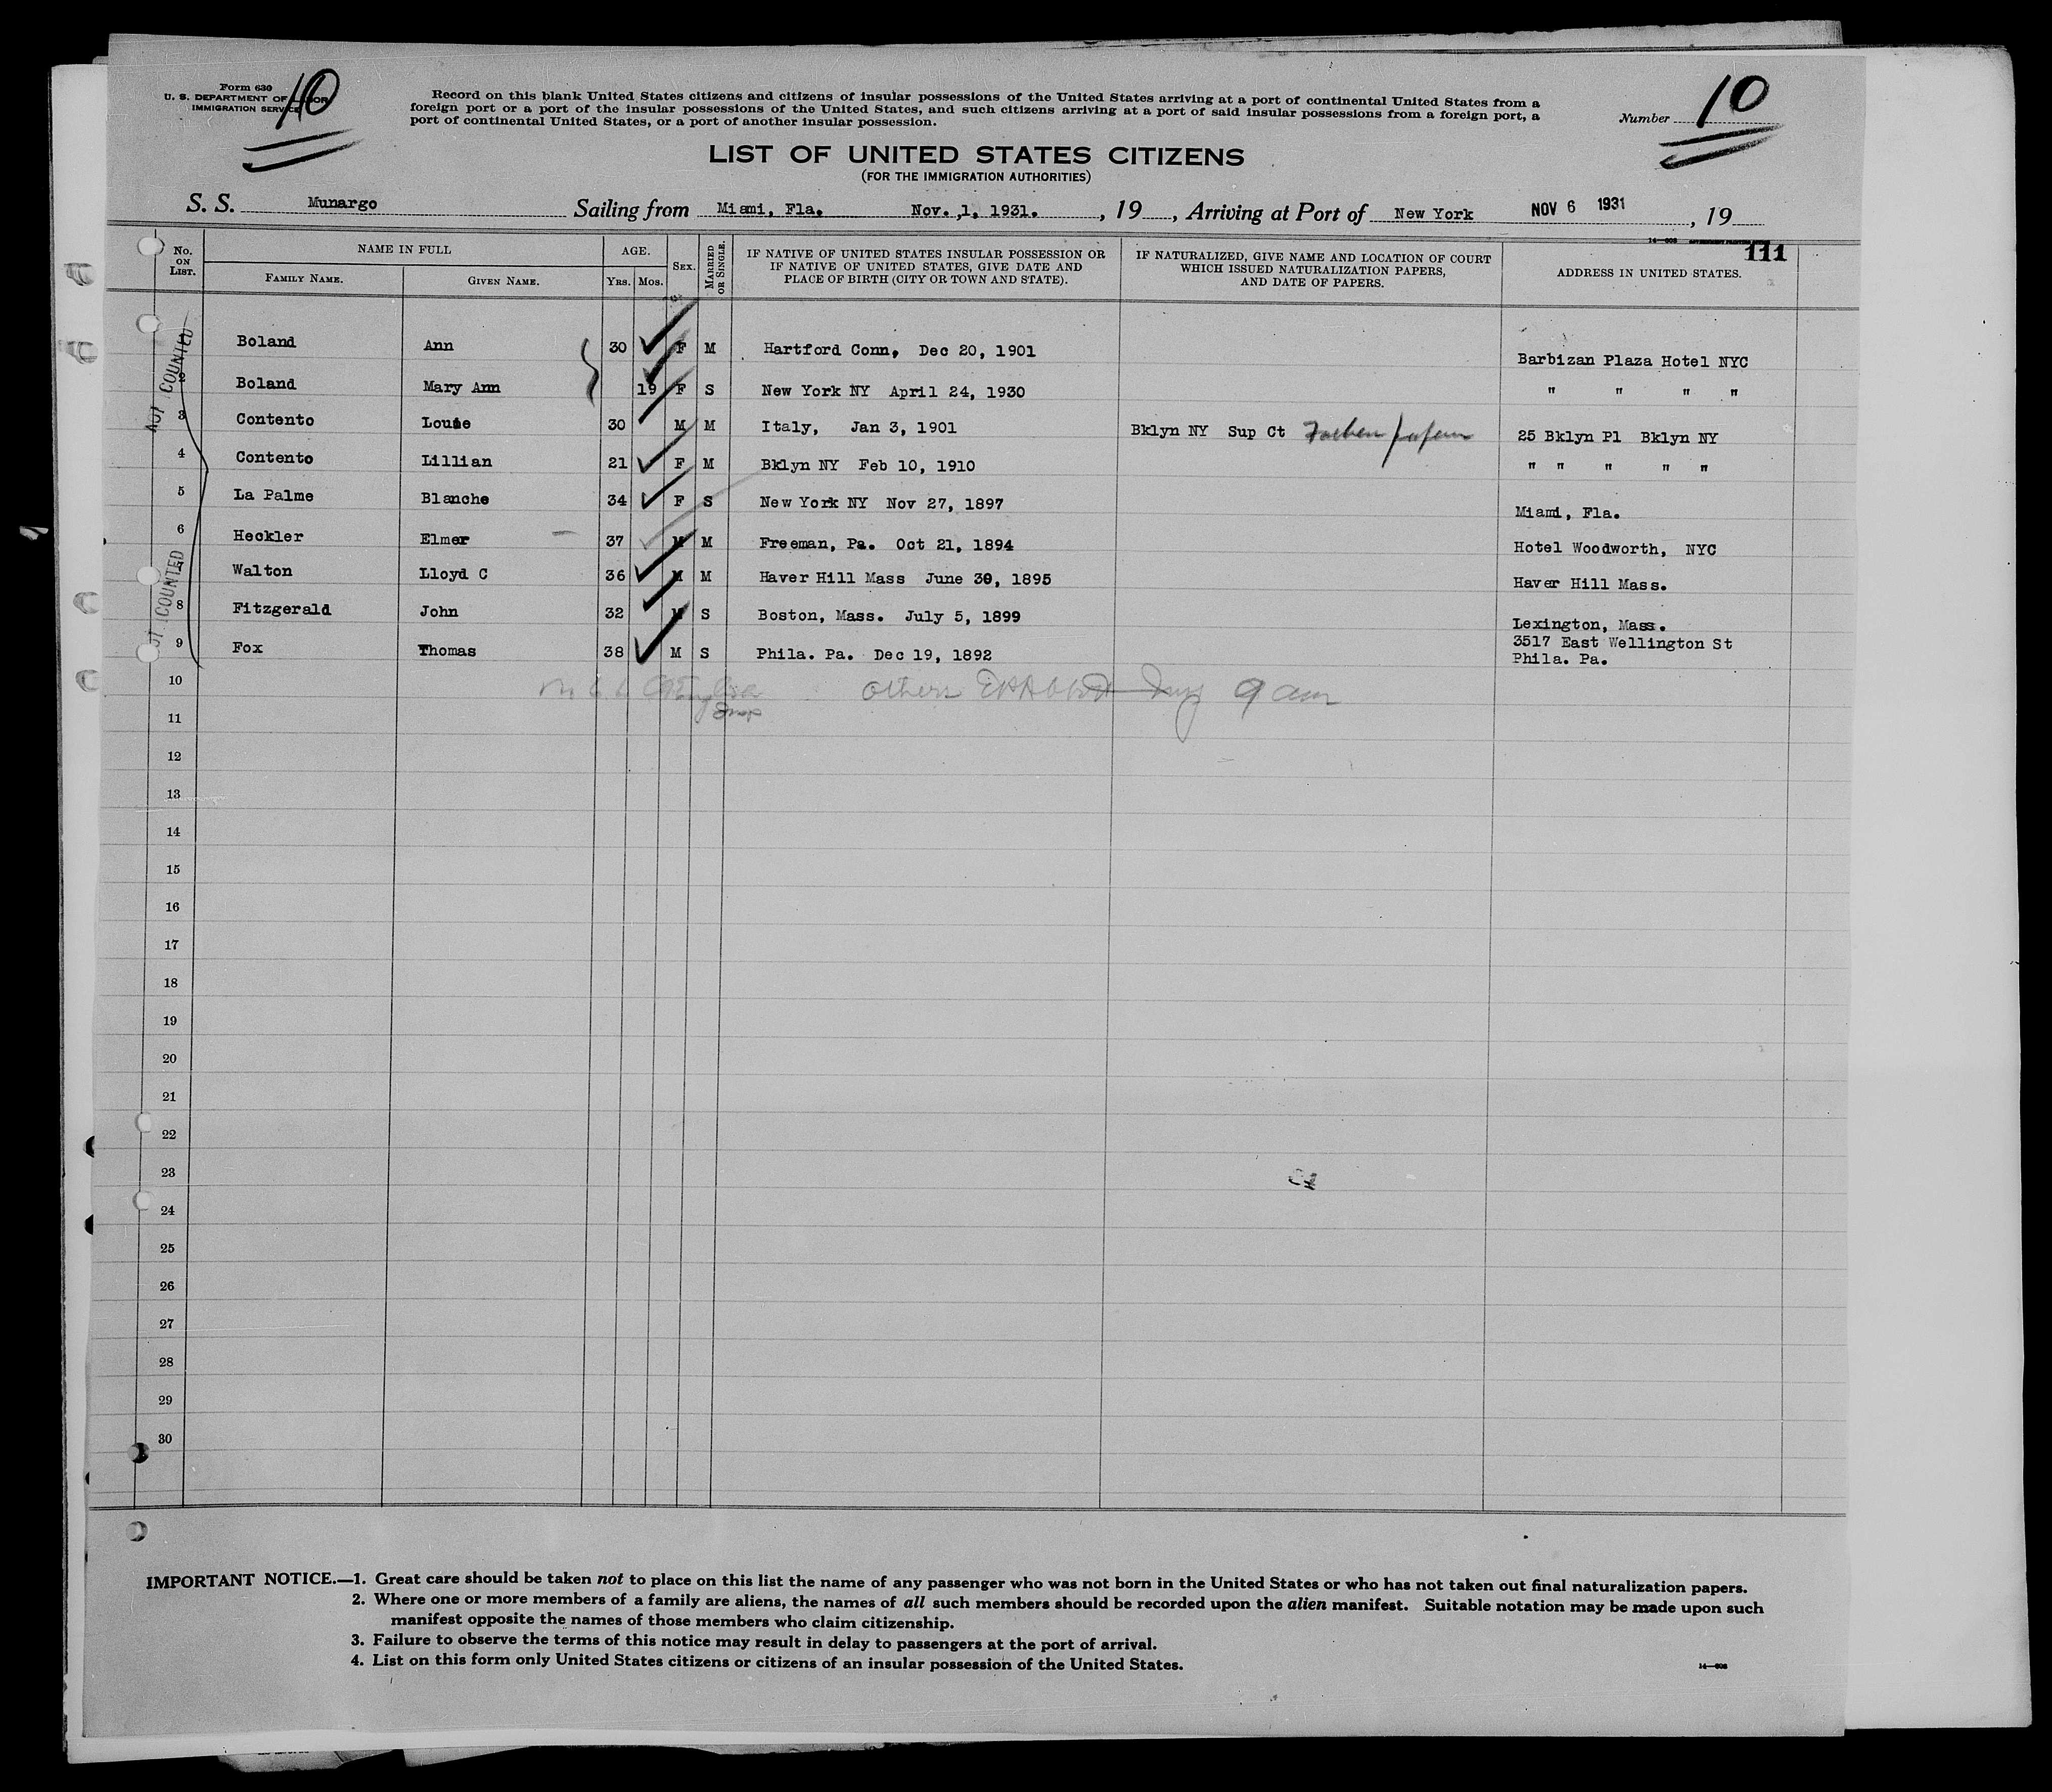 Form 630
U. S. DEPARTMENT OF LABOR
IMMIGRATION SERVICE
10
Record on this blank United States citizens and citizens of insular possessions of the United States arriving at a port of continental United States from a
foreign port or a port of the insular possessions of the United States, and such citizens arriving at a port of said insular possessions from a foreign port, a
port of continental United States, or a port of another insular possession.
Number 10
LIST OF UNITED STATES CITIZENS
(FOR THE IMMIGRATION AUTHORITIES)
S. S. Munargo Sailing from Miami, Fla. Nov. 1, 1931. , 19 , Arriving at Port of New York NOV 6 1931 , 19
111
No. ON LIST. NAME IN FULL AGE. SEX. MARRIED OR SINGLE. IF NATIVE OF UNITED STATES INSULAR POSSESSION OR IF NATIVE OF UNITED STATES, GIVE DATE AND PLACE OF BIRTH (CITY OR TOWN AND STATE). IF NATURALIZED, GIVE NAME AND LOCATION OF COURT WHICH ISSUED NATURALIZATION PAPERS, AND DATE OF PAPERS. ADDRESS IN UNITED STATES.
FAMILY NAME. GIVEN NAME. YRS. MOS.
NOT COUNTED
Boland Ann 30 F M Hartford Conn, Dec 20, 1901 Barbizan Plaza Hotel NYC
2 Boland Mary Ann 19 F S New York NY April 24, 1930 " " " "
3 Contento Louie 30 M M Italy, Jan 3, 1901 Bklyn NY Sup Ct Fathers papers 25 Bklyn Pl Bklyn NY
4 Contento Lillian 21 F M Bklyn NY Feb 10, 1910 " " " " "
5 La Palme Blanche 34 F S New York NY Nov 27, 1897 Miami, Fla.
6 Heckler Elmer 37 M M Freeman, Pa. Oct 21, 1894 Hotel Woodworth, NYC
7 Walton Lloyd C 36 M M Haver Hill Mass June 30, 1895 Haver Hill Mass.
8 Fitzgerald John 32 M S Boston, Mass. July 5, 1899 Lexington, Mass.
9 Fox Thomas 38 M S Phila. Pa. Dec 19, 1892 3517 East Wellington St
Phila. Pa.
NOT COUNTED
10 others 9 am
11
12
13
14
15
16
17
18
19
20
21
22
23
24
25
26
27
28
29
30
IMPORTANT NOTICE.—1. Great care should be taken not to place on this list the name of any passenger who was not born in the United States or who has not taken out final naturalization papers.
2. Where one or more members of a family are aliens, the names of all such members should be recorded upon the alien manifest. Suitable notation may be made upon such
manifest opposite the names of those members who claim citizenship.
3. Failure to observe the terms of this notice may result in delay to passengers at the port of arrival.
4. List on this form only United States citizens or citizens of an insular possession of the United States.